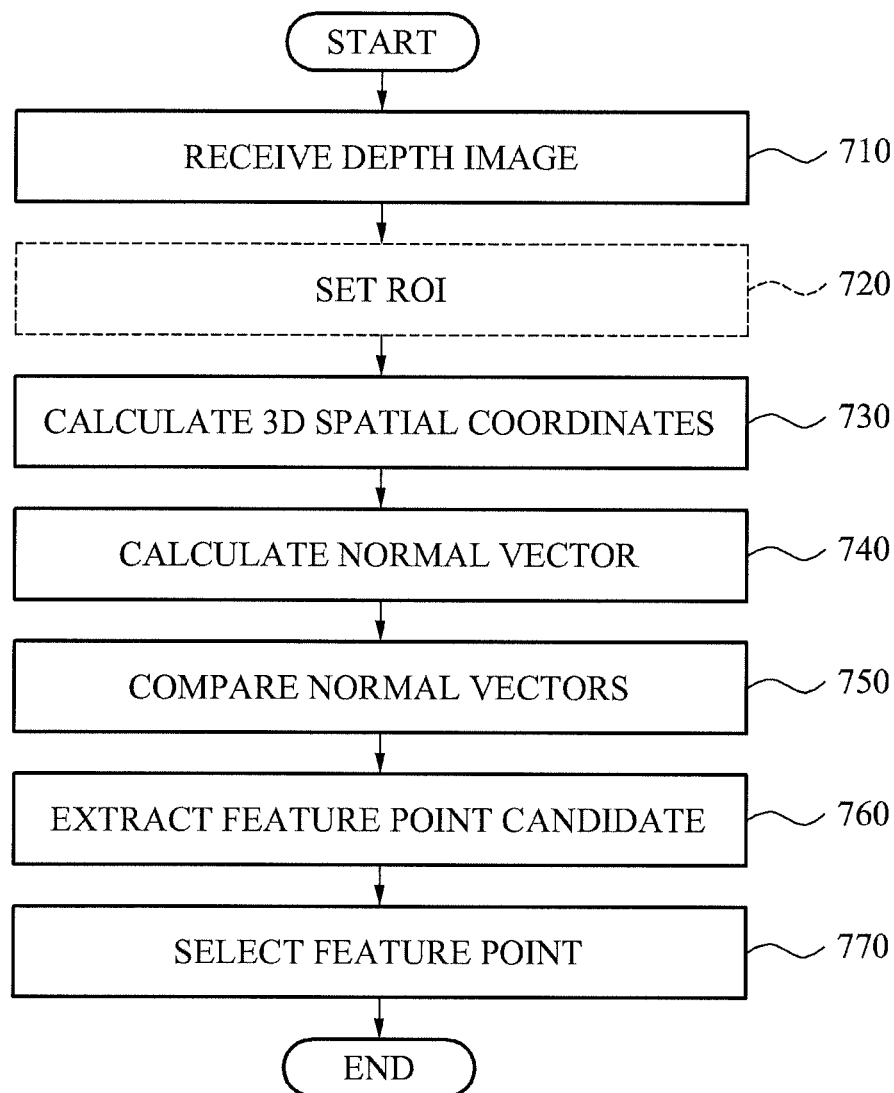 START
RECEIVE DEPTH IMAGE
710
SET ROI
720
CALCULATE 3D SPATIAL COORDINATES
730
CALCULATE NORMAL VECTOR
740
COMPARE NORMAL VECTORS
750
EXTRACT FEATURE POINT CANDIDATE
760
SELECT FEATURE POINT
770
END